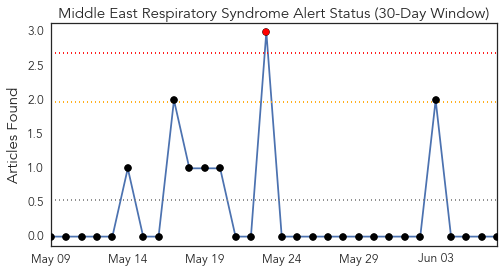 Middle East Respiratory Syndrome Alert Status (30-Day Window)
3.0
2.5
2.0
1.5
1.0
0.5
0.0
Articles Found
May 09
May 14
May 19
May 24
May 29
Jun 03